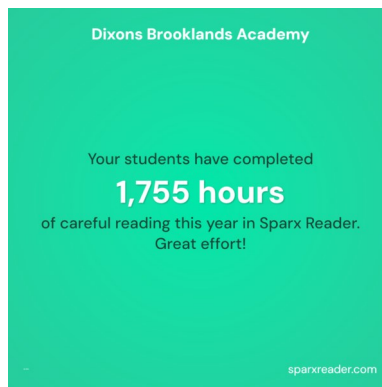 Dixons Brooklands Academy
Your students have completed
1,755 hours
of careful reading this year in Sparx Reader.
Great effort!
sparxreader.com